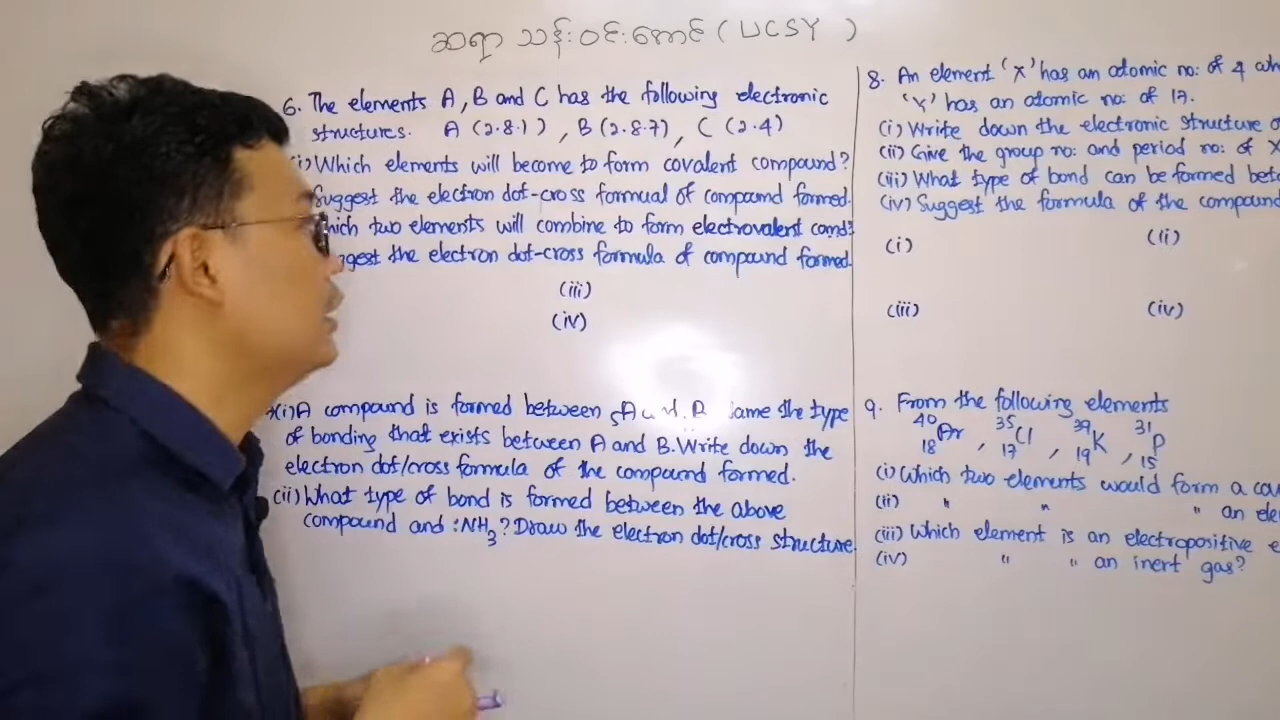 ဆရာ သန်းဝင်းအောင် ( UCSY )
6. The elements A, B and C has the following electronic
structures. A (2.8.1) , B (2.8.7) , C (2.4)
(i) Which elements will become to form covalent compound?
Suggest the electron dot-cross formual of compound formed.
hich two elements will combine to form electrovalent comd?
ggest the electron dot-cross formula of compound formed.
(iii)
(iv)
(i) A compound is formed between A B ame the type
of bonding that exists between A and B. Write down the
electron dot/cross formula of the compound formed.
(ii) What type of bond is formed between the above
compound and :NH3? Draw the electron dot/cross structure
8. An element 'X' has an atomic no: of 4
'Y' has an atomic no: of 17.
(i) Write down the electronic structure
(ii) Give the group no: and period no: of X
(iii) What type of bond can be formed bet
(iv) Suggest the formula of the compound
(i) (ii)
(iii) (iv)
9. From the following elements
40 18 Ar , 35 17 Cl , 39 19 K , 31 15 P
(i) Which two elements would form a cov
(ii) " " " an ele
(iii) Which element is an electropositive e
(iv) " " an inert gas?